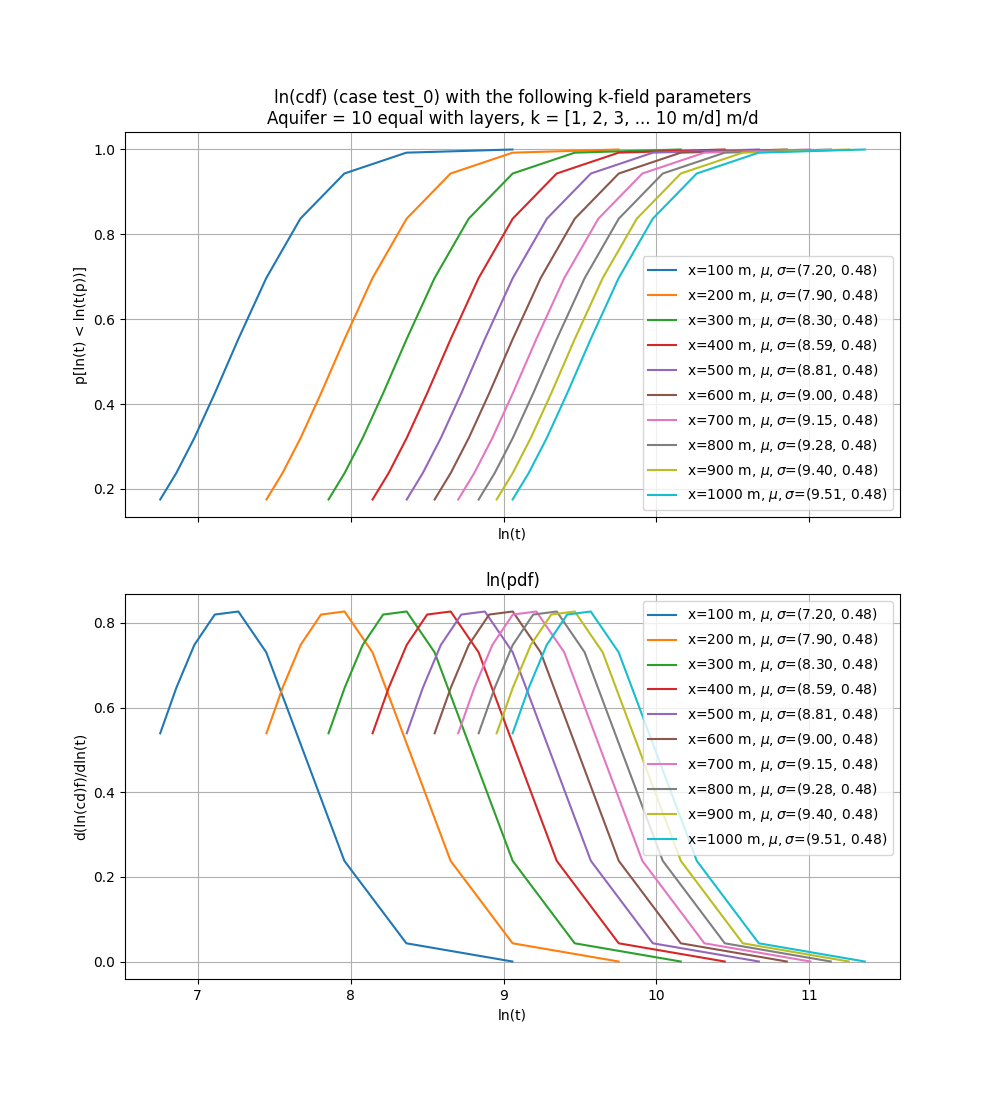 ln(cdf) (case test_0) with the following k-field parameters
Aquifer = 10 equal with layers, k = [1, 2, 3, ... 10 m/d] m/d
1.0
0.8
0.6
0.4
0.2
p[ln(t) < ln(t(p))]
x=100 m, μ, σ=(7.20, 0.48)
x=200 m, μ, σ=(7.90, 0.48)
x=300 m, μ, σ=(8.30, 0.48)
x=400 m, μ, σ=(8.59, 0.48)
x=500 m, μ, σ=(8.81, 0.48)
x=600 m, μ, σ=(9.00, 0.48)
x=700 m, μ, σ=(9.15, 0.48)
x=800 m, μ, σ=(9.28, 0.48)
x=900 m, μ, σ=(9.40, 0.48)
x=1000 m, μ, σ=(9.51, 0.48)
ln(t)
ln(pdf)
0.8
0.6
0.4
0.2
0.0
d(ln(cd)f)/dln(t)
x=100 m, μ, σ=(7.20, 0.48)
x=200 m, μ, σ=(7.90, 0.48)
x=300 m, μ, σ=(8.30, 0.48)
x=400 m, μ, σ=(8.59, 0.48)
x=500 m, μ, σ=(8.81, 0.48)
x=600 m, μ, σ=(9.00, 0.48)
x=700 m, μ, σ=(9.15, 0.48)
x=800 m, μ, σ=(9.28, 0.48)
x=900 m, μ, σ=(9.40, 0.48)
x=1000 m, μ, σ=(9.51, 0.48)
7 8 9 10 11
ln(t)